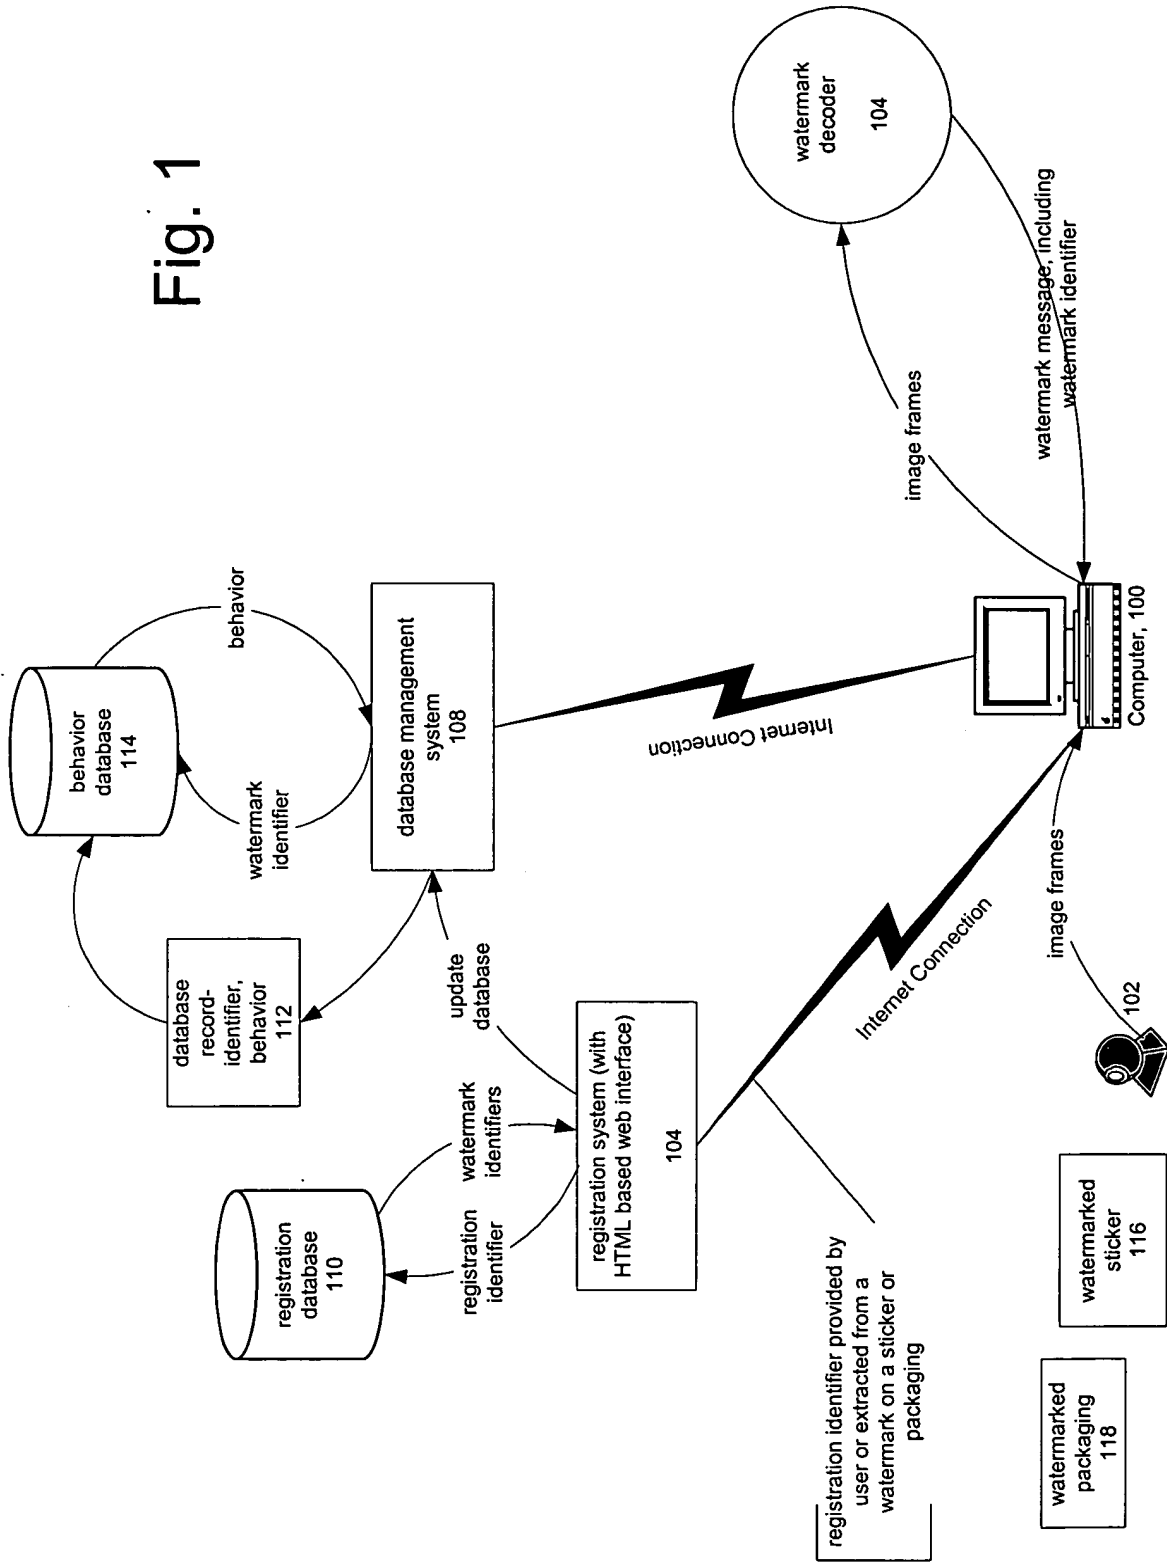 Fig. 1
registration
database
110
registration
identifier
watermark
identifiers
database
record-
identifier,
behavior
112
behavior
database
114
watermark
identifier
behavior
update
database
database management
system
108
registration system (with
HTML based web interface)
104
registration identifier provided by
user or extracted from a
watermark on a sticker or
packaging
Internet Connection
Internet Connection
watermark
decoder
104
image frames
watermark message, including
watermark identifier
Computer, 100
image frames
102
watermarked
sticker
116
watermarked
packaging
118